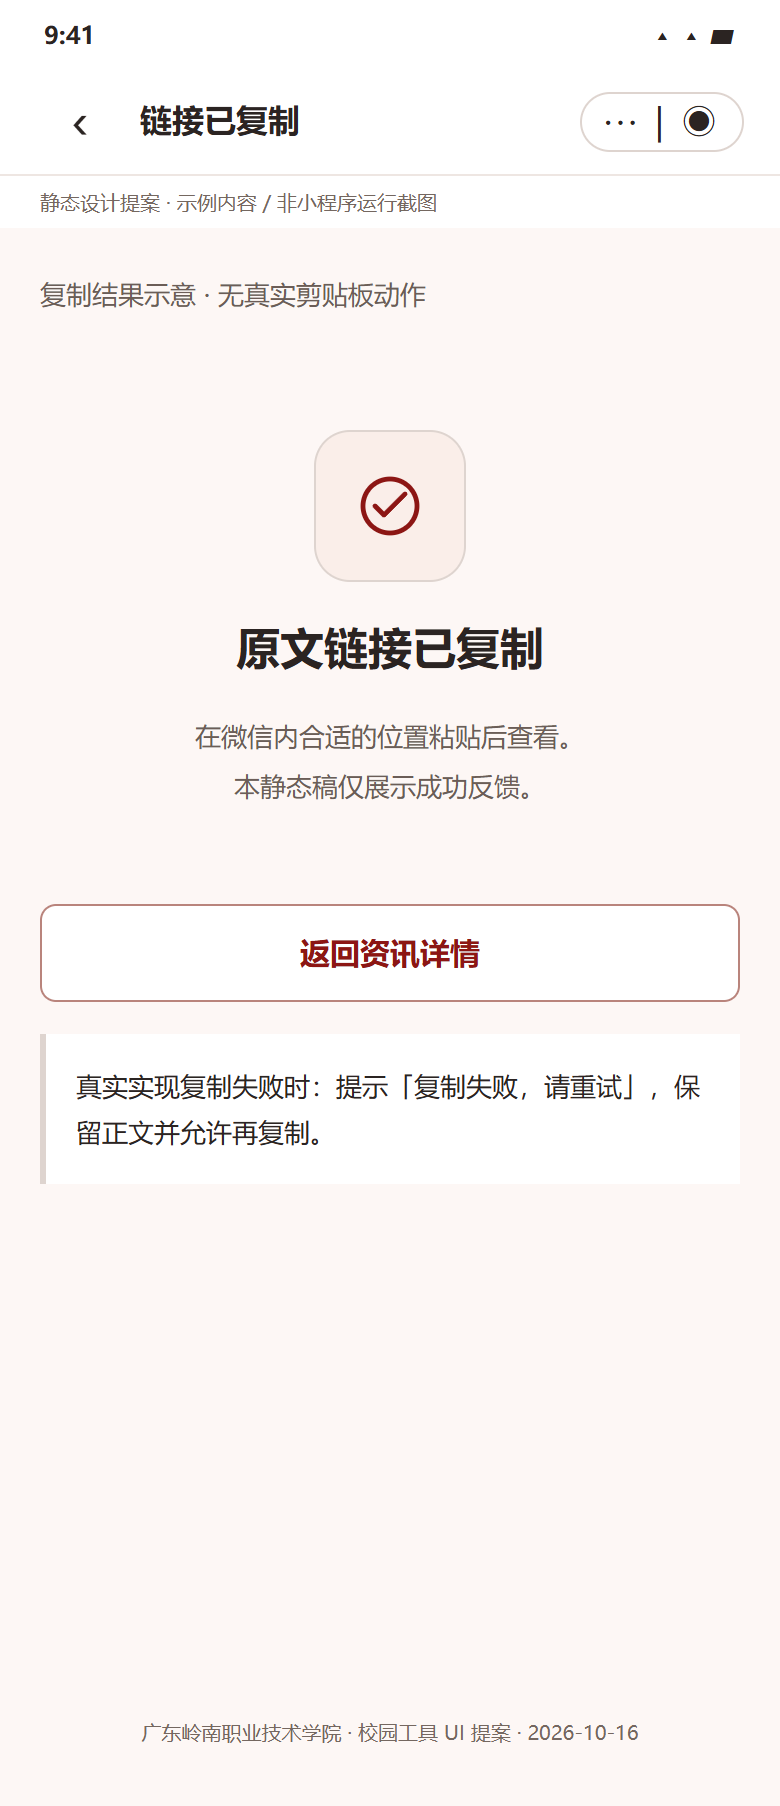 9:41
链接已复制
静态设计提案 · 示例内容 / 非小程序运行截图
复制结果示意 · 无真实剪贴板动作
原文链接已复制
在微信内合适的位置粘贴后查看。
本静态稿仅展示成功反馈。
返回资讯详情
真实实现复制失败时：提示「复制失败，请重试」，保
留正文并允许再复制。
广东岭南职业技术学院 · 校园工具 UI 提案 · 2026-10-16